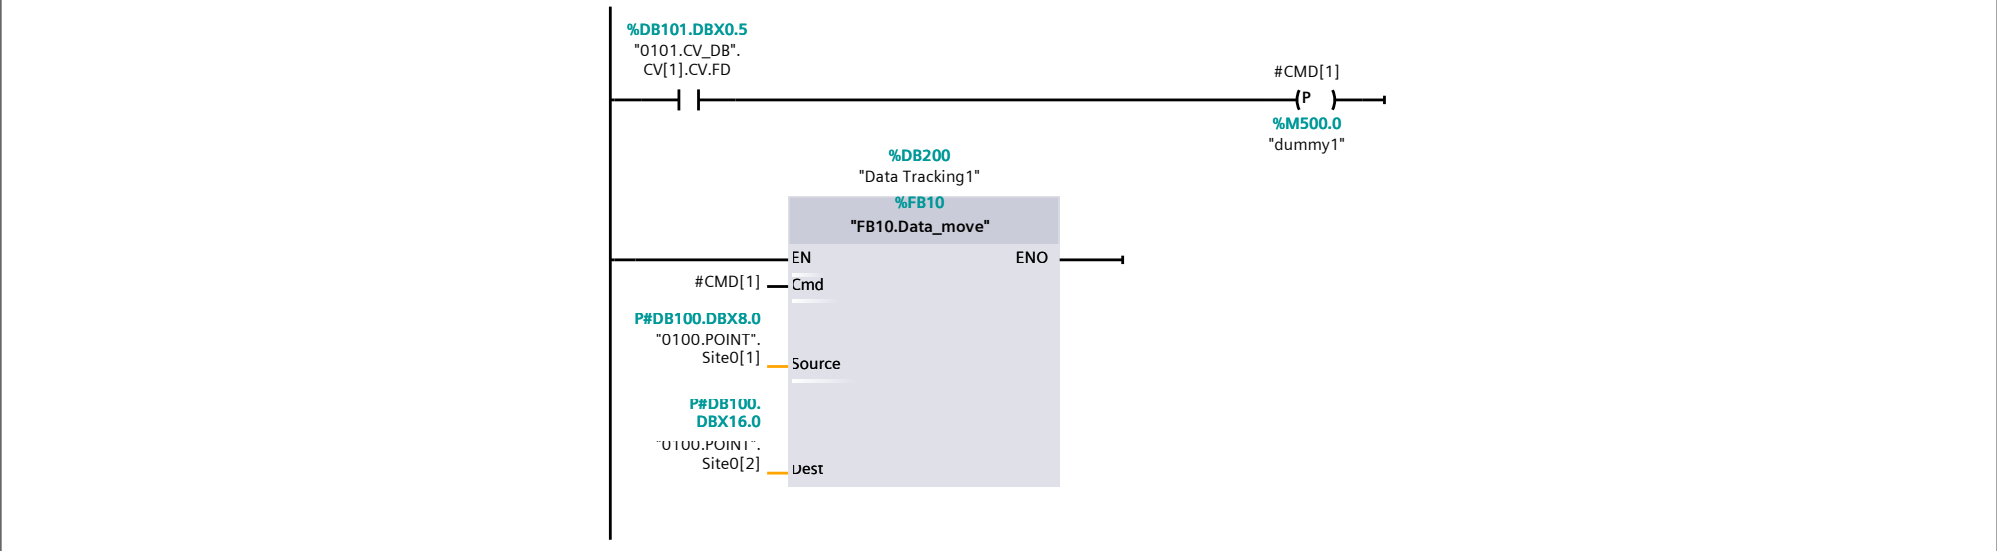 %DB101.DBX0.5
"0101.CV_DB".
CV[1].CV.FD
#CMD[1]
P
%M500.0
"dummy1"
%DB200
"Data Tracking1"
%FB10
"FB10.Data_move"
EN
ENO
#CMD[1]
Cmd
P#DB100.DBX8.0
"0100.POINT".
Site0[1]
Source
P#DB100.
DBX16.0
"0100.POINT".
Site0[2]
Dest